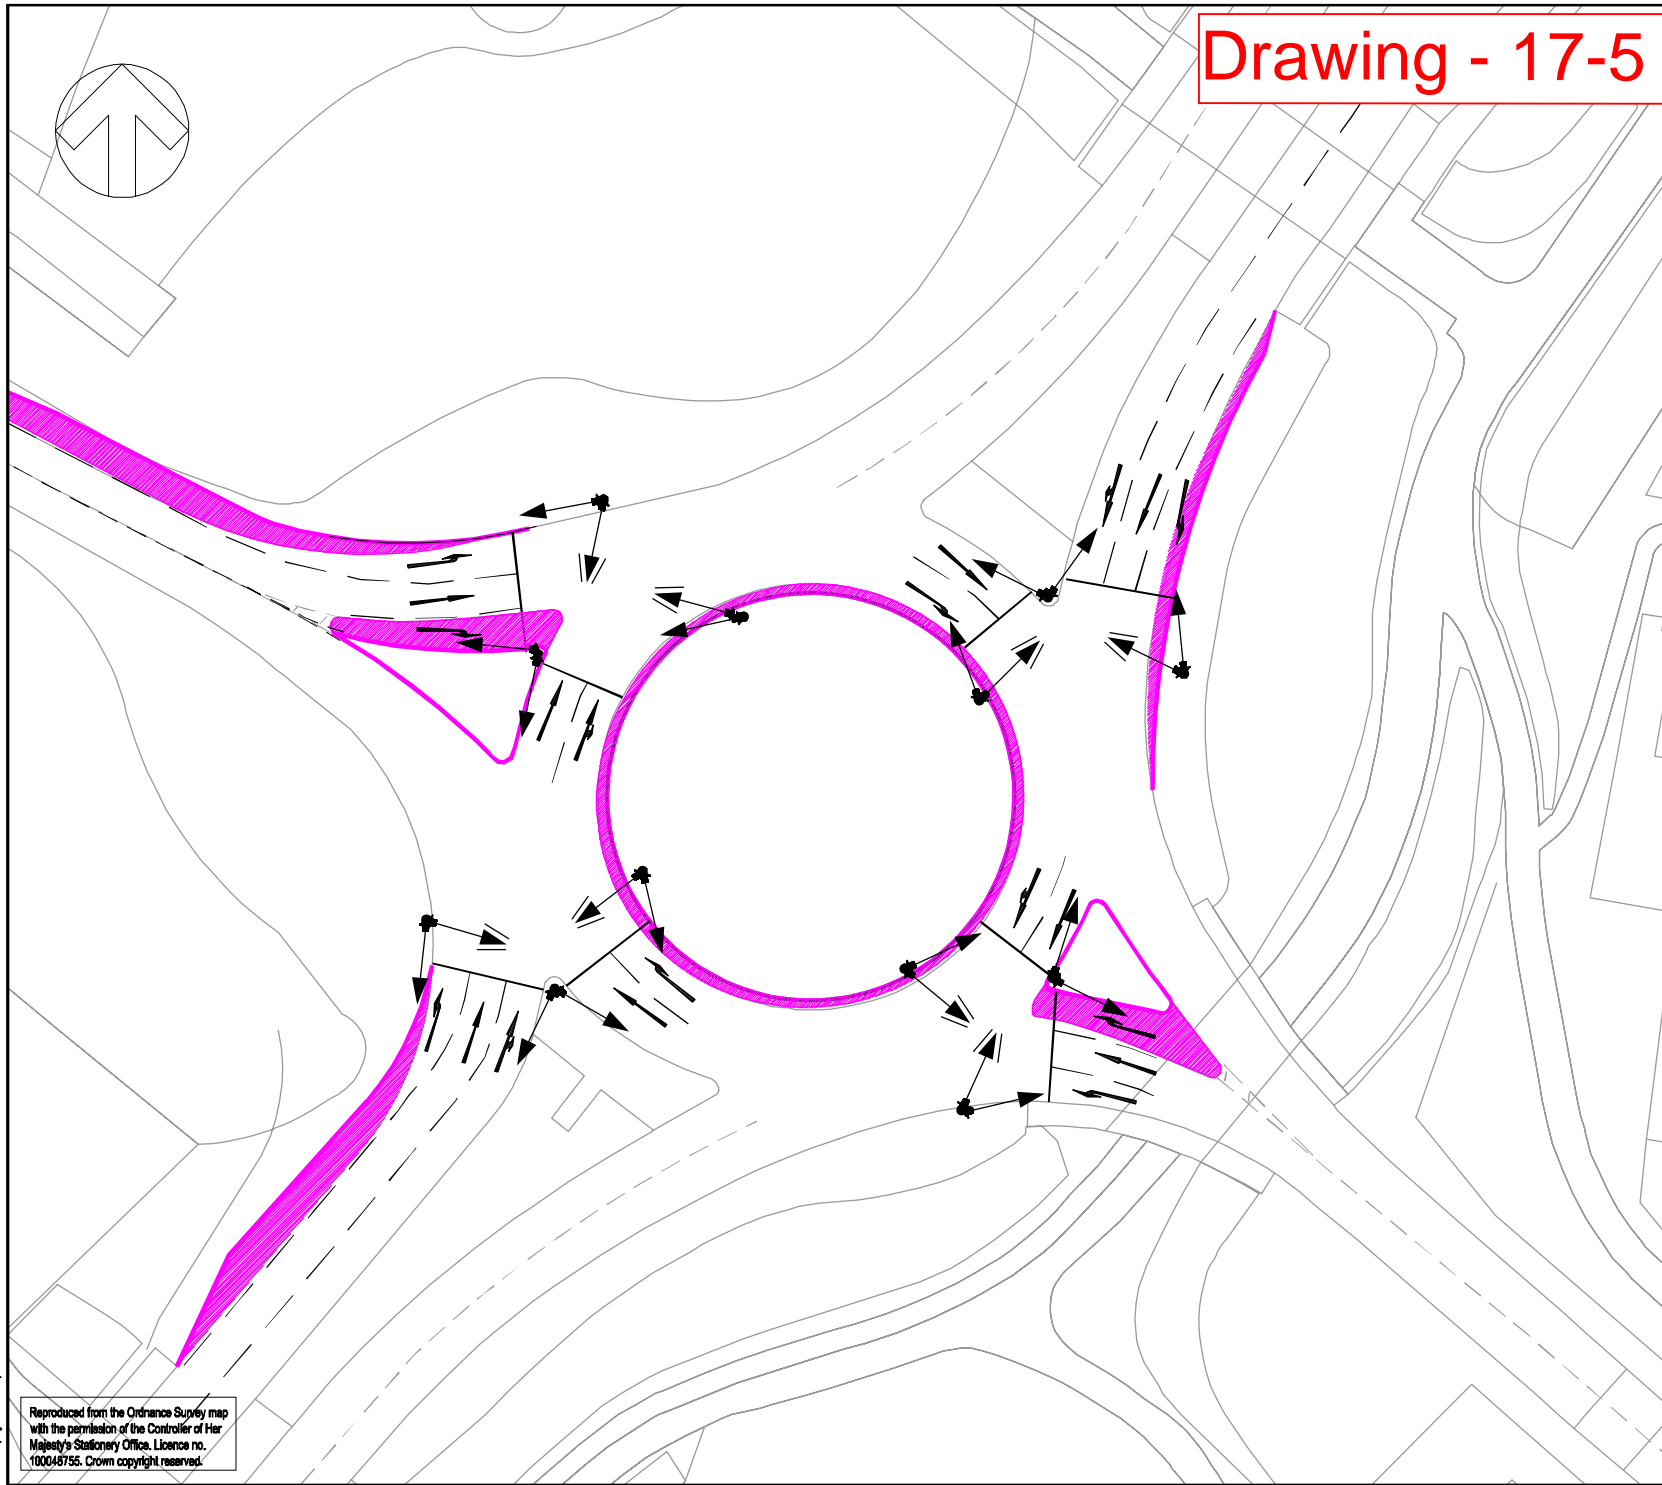 Drawing - 17-5
Reproduced from the Ordnance Survey map
with the permission of the Controller of Her
Majesty's Stationery Office. Licence no.
100048755. Crown copyright reserved.